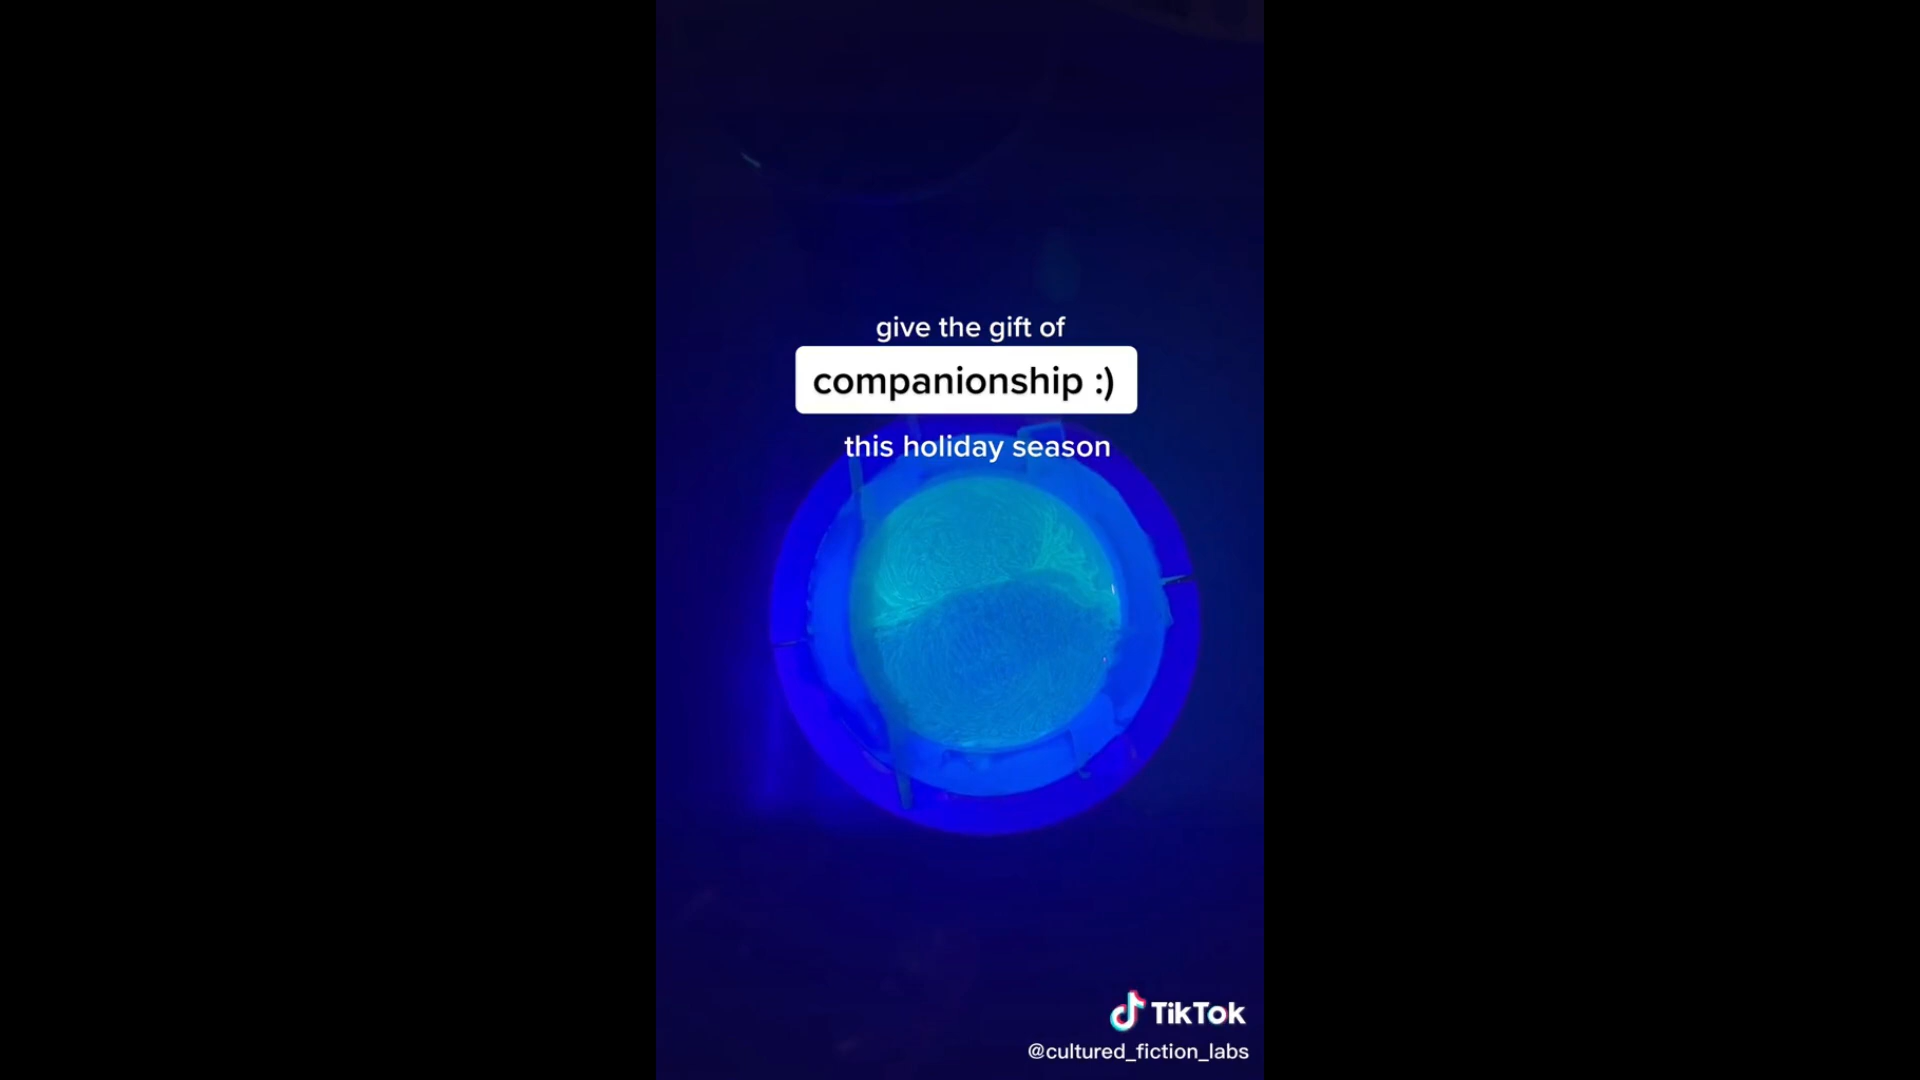 give the gift of
companionship :)
this holiday season
TikTok
@cultured_fiction_labs